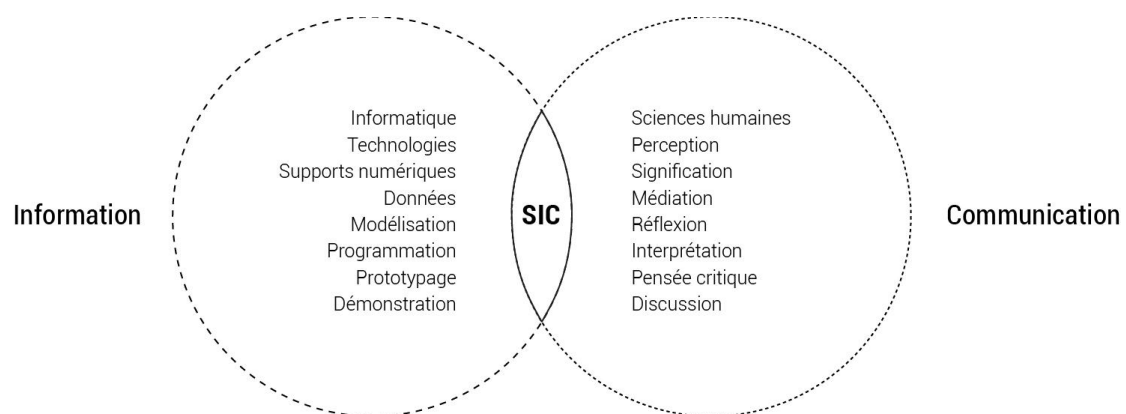 Information
Informatique
Technologies
Supports numériques
Données
Modélisation
Programmation
Prototypage
Démonstration
SIC
Sciences humaines
Perception
Signification
Médiation
Réflexion
Interprétation
Pensée critique
Discussion
Communication